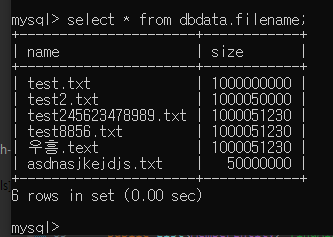 mysql> select * from dbdata.filename;
+----------------------+------------+
| name                 | size       |
+----------------------+------------+
| test.txt             | 1000000000 |
| test2.txt            | 1000050000 |
| test245623478989.txt | 1000051230 |
| test8856.txt         | 1000051230 |
| 우흥.text            | 1000051230 |
| asdnasjkejdjs.txt    |   50000000 |
+----------------------+------------+
6 rows in set (0.00 sec)
mysql>